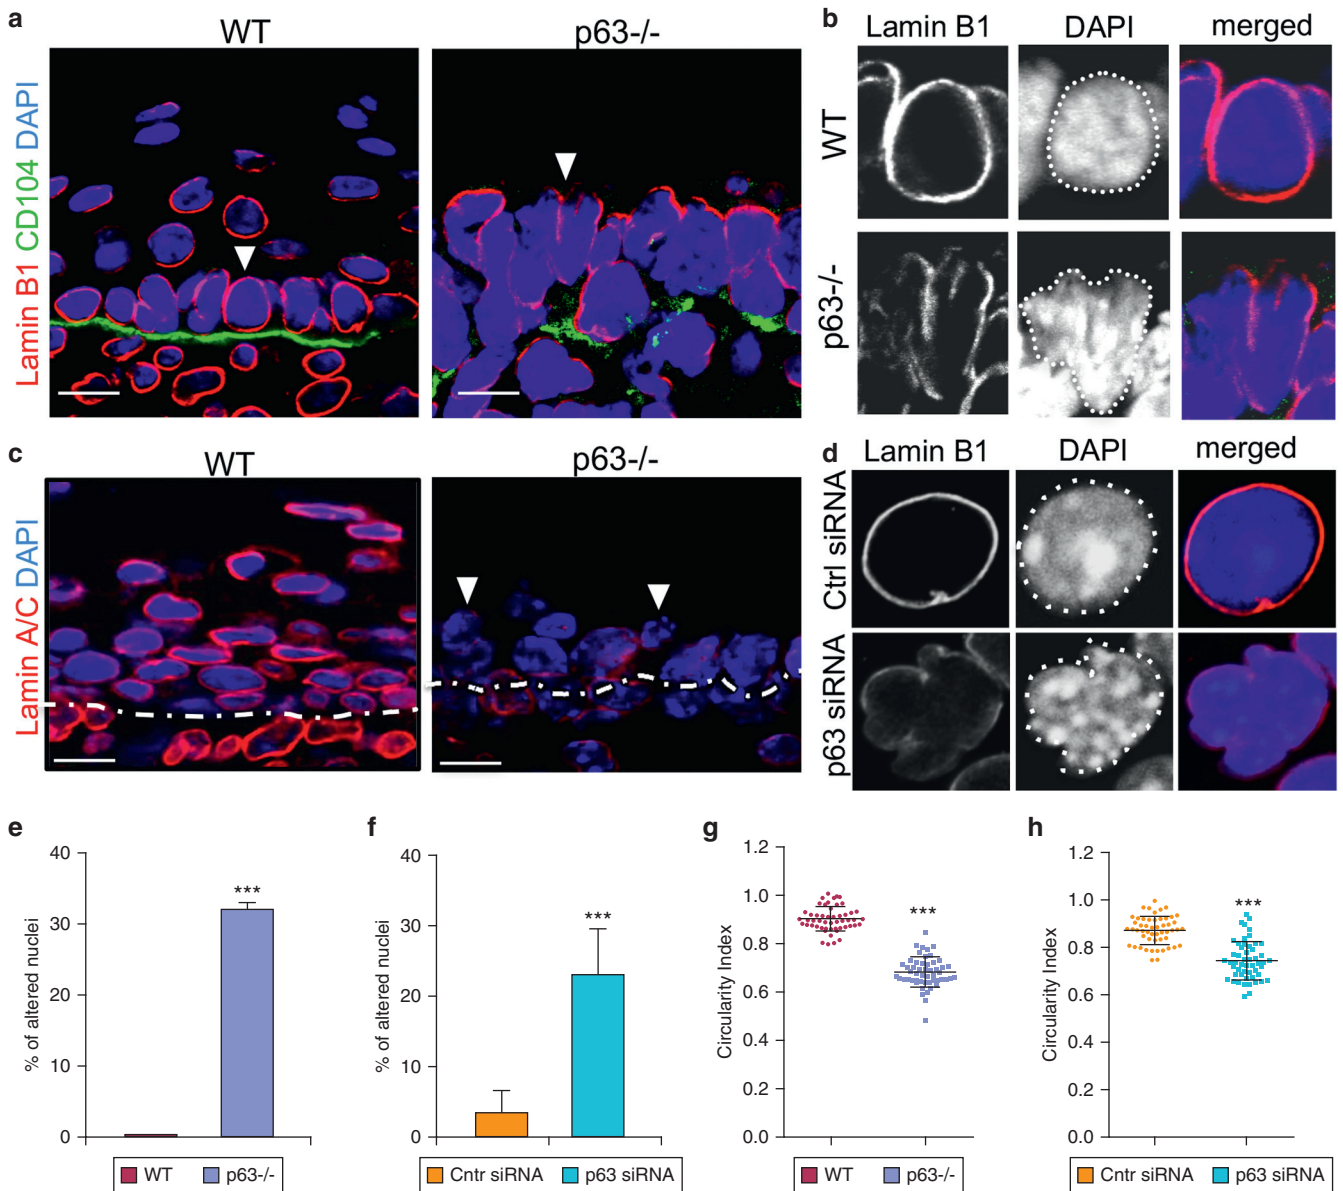 a
WT
p63-/-
Lamin B1 CD104 DAPI
b
Lamin B1
DAPI
merged
WT
p63-/-
c
WT
p63-/-
Lamin A/C DAPI
d
Lamin B1
DAPI
merged
Ctrl siRNA
p63 siRNA
e
% of altered nuclei
40
30
20
10
0
***
WT
p63-/-
f
% of altered nuclei
40
30
20
10
0
***
Cntr siRNA
p63 siRNA
g
Circularity Index
1.2
1.0
0.8
0.6
0.4
0.2
0.0
***
WT
p63-/-
h
Circularity Index
1.2
1.0
0.8
0.6
0.4
0.2
0.0
***
Cntr siRNA
p63 siRNA